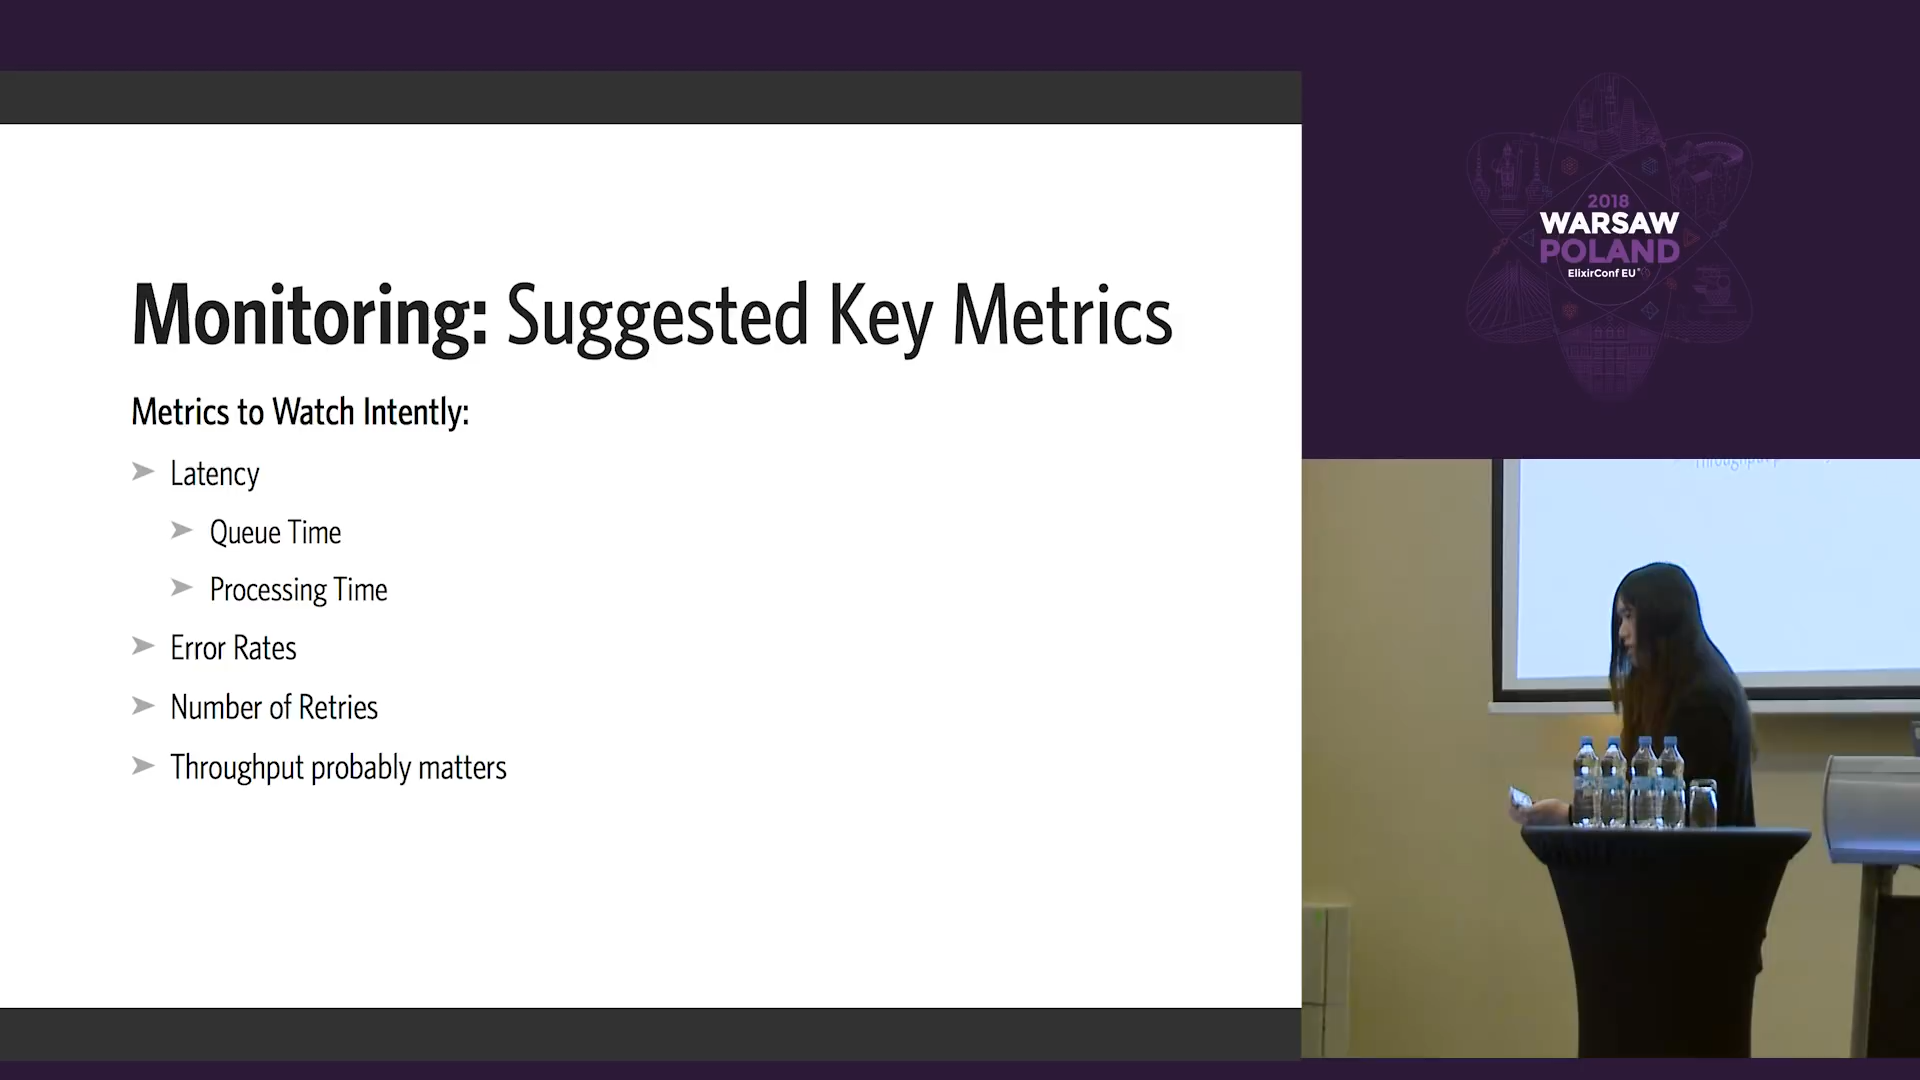 Monitoring: Suggested Key Metrics
Metrics to Watch Intently:
Latency
Queue Time
Processing Time
Error Rates
Number of Retries
Throughput probably matters
2018
WARSAW
POLAND
ElixirConf EU
Throughput